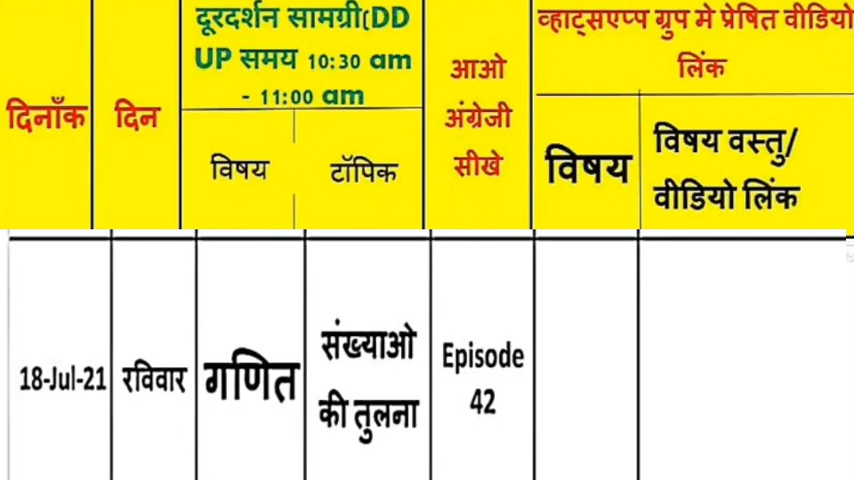 दिनाँक
दिन
दूरदर्शन सामग्री(DD
UP समय 10:30 am
- 11:00 am
विषय
टॉपिक
आओ
अंग्रेजी
सीखे
व्हाट्सएप्प ग्रुप मे प्रेषित वीडियो
लिंक
विषय
विषय वस्तु/
वीडियो लिंक
18-Jul-21
रविवार
गणित
संख्याओ
की तुलना
Episode
42